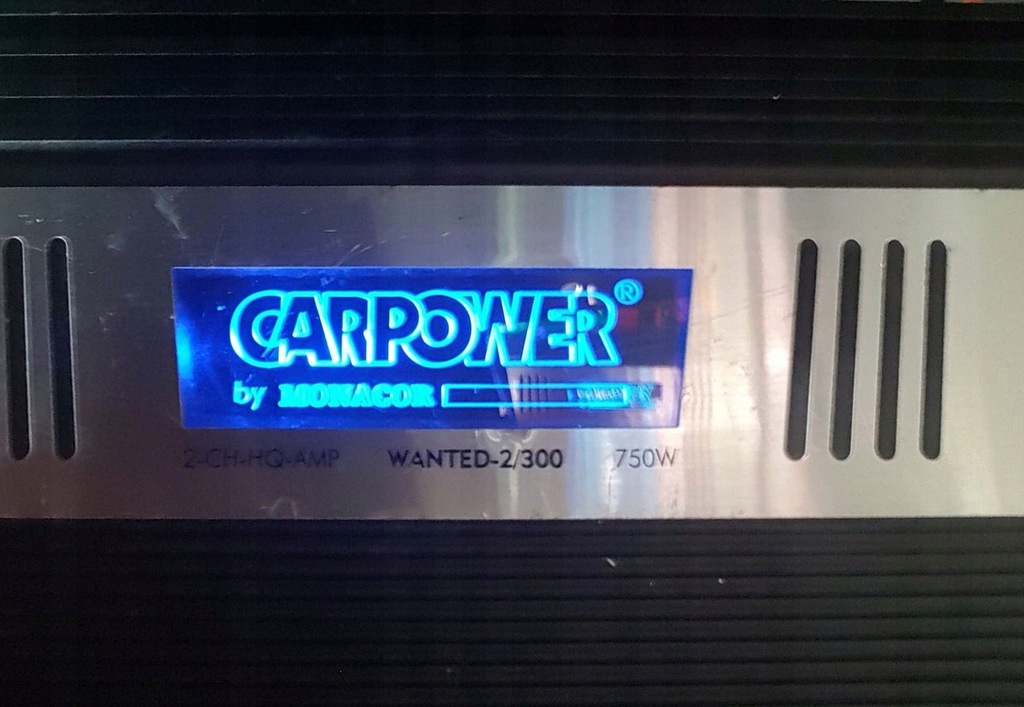 CARPOWER®
by MONACOR
2-CH-HQ-AMP WANTED-2/300 750W